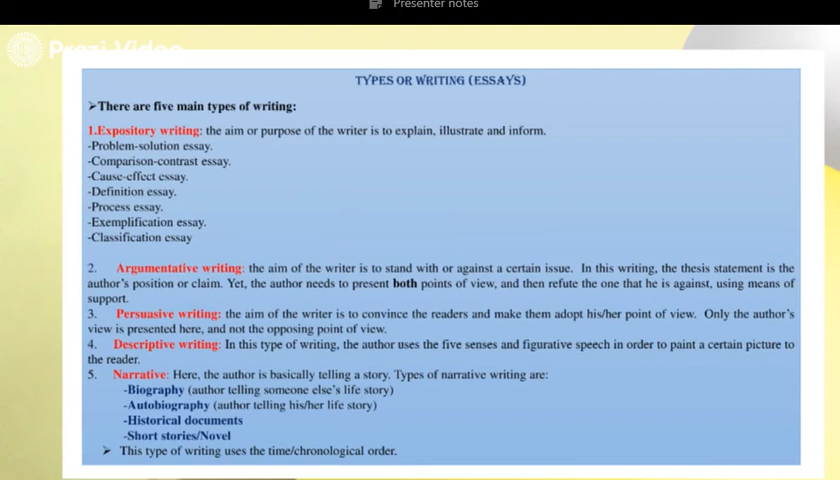 Presenter notes
Prezi Video
TYPES OR WRITING (ESSAYS)
➤There are five main types of writing:
1.Expository writing: the aim or purpose of the writer is to explain, illustrate and inform.
-Problem-solution essay.
-Comparison-contrast essay.
-Cause-effect essay.
-Definition essay.
-Process essay.
-Exemplification essay.
-Classification essay
2. Argumentative writing: the aim of the writer is to stand with or against a certain issue. In this writing, the thesis statement is the
author's position or claim. Yet, the author needs to present both points of view, and then refute the one that he is against, using means of
support.
3. Persuasive writing: the aim of the writer is to convince the readers and make them adopt his/her point of view. Only the author's
view is presented here, and not the opposing point of view.
4. Descriptive writing: In this type of writing, the author uses the five senses and figurative speech in order to paint a certain picture to
the reader.
5. Narrative: Here, the author is basically telling a story. Types of narrative writing are:
-Biography (author telling someone else's life story)
-Autobiography (author telling his/her life story)
-Historical documents
-Short stories/Novel
➤ This type of writing uses the time/chronological order.